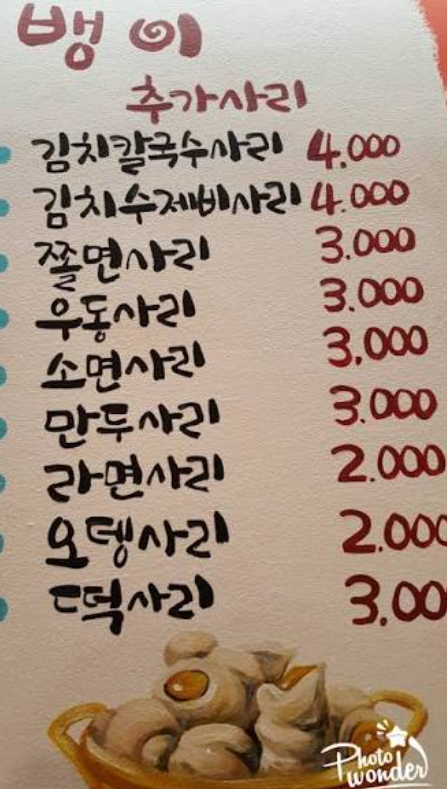 뱅이
추가사리
김치칼국수사리 4.000
김치수제비사리 4.000
쫄면사리 3.000
우동사리 3.000
소면사리 3,000
만두사리 3.000
라면사리 2.000
오뎅사리 2.000
떡사리 3.00
Photo wonder